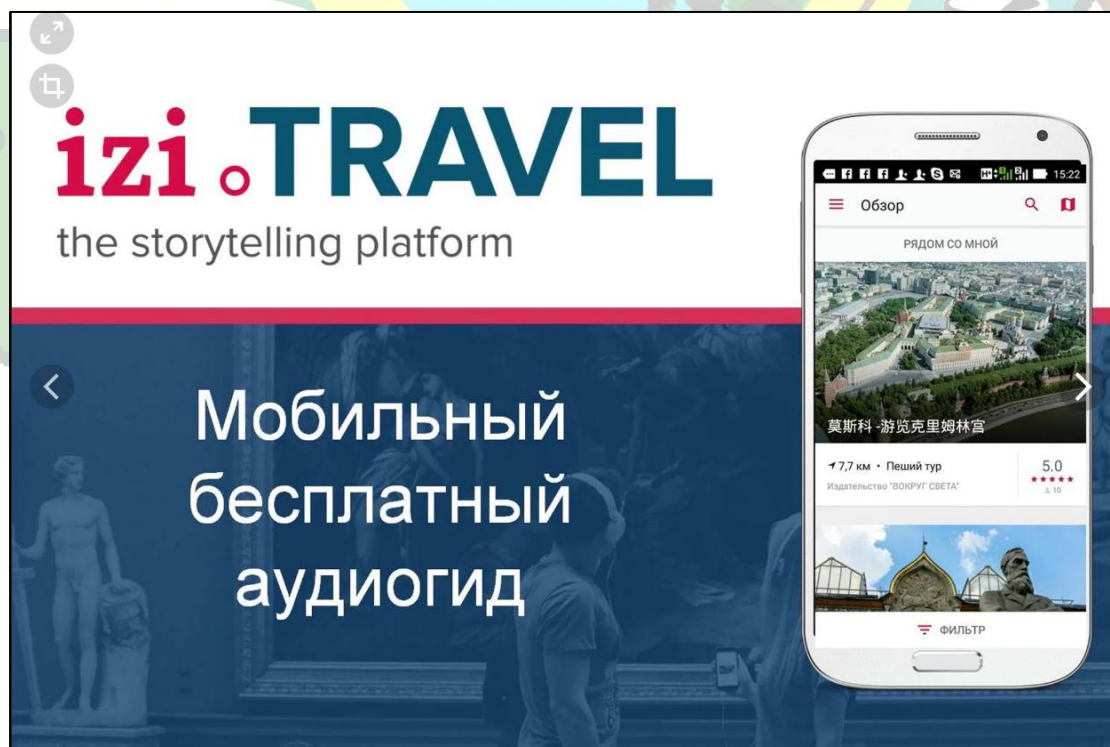 izi.TRAVEL
the storytelling platform
Мобильный
бесплатный
аудиогид
15:22
Обзор
РЯДОМ СО МНОЙ
莫斯科 -游览克里姆林宫
7,7 км • Пеший тур
5.0
Издательство "ВОКРУГ СВЕТА"
10
ФИЛЬТР